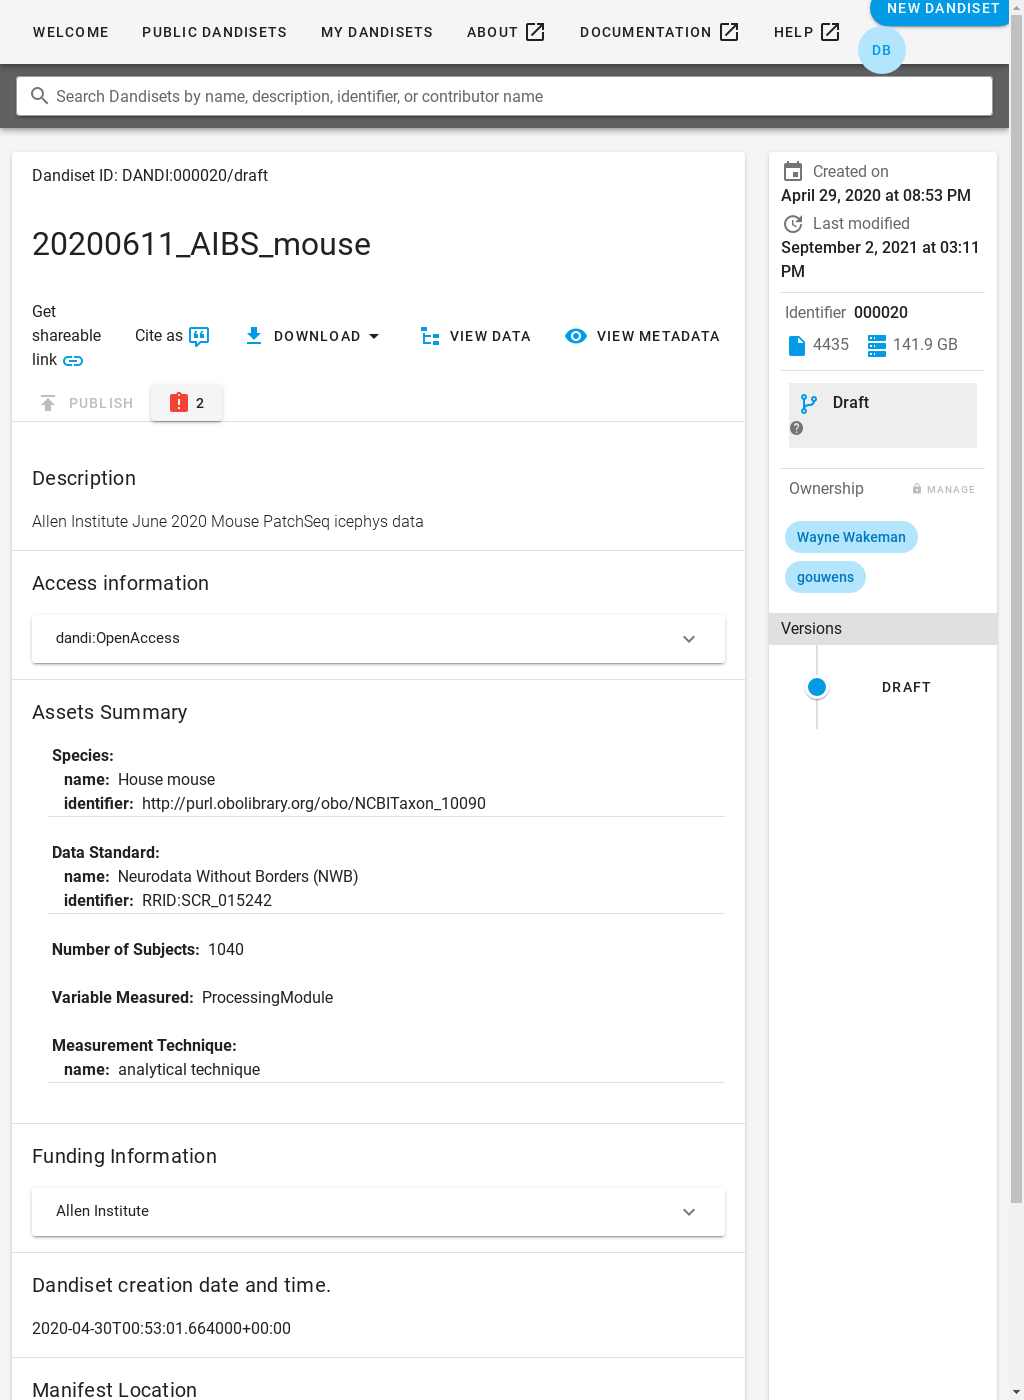 WELCOME
PUBLIC DANDISETS
MY DANDISETS
ABOUT
DOCUMENTATION
HELP
NEW DANDISET
DB
Search Dandisets by name, description, identifier, or contributor name
Dandiset ID: DANDI:000020/draft
20200611_AIBS_mouse
Get
shareable
link
Cite as
DOWNLOAD
VIEW DATA
VIEW METADATA
PUBLISH
2
Description
Allen Institute June 2020 Mouse PatchSeq icephys data
Access information
dandi:OpenAccess
Assets Summary
Species:
name: House mouse
identifier: http://purl.obolibrary.org/obo/NCBITaxon_10090
Data Standard:
name: Neurodata Without Borders (NWB)
identifier: RRID:SCR_015242
Number of Subjects: 1040
Variable Measured: ProcessingModule
Measurement Technique:
name: analytical technique
Funding Information
Allen Institute
Dandiset creation date and time.
2020-04-30T00:53:01.664000+00:00
Manifest Location
Created on
April 29, 2020 at 08:53 PM
Last modified
September 2, 2021 at 03:11
PM
Identifier 000020
4435
141.9 GB
Draft
Ownership
MANAGE
Wayne Wakeman
gouwens
Versions
DRAFT